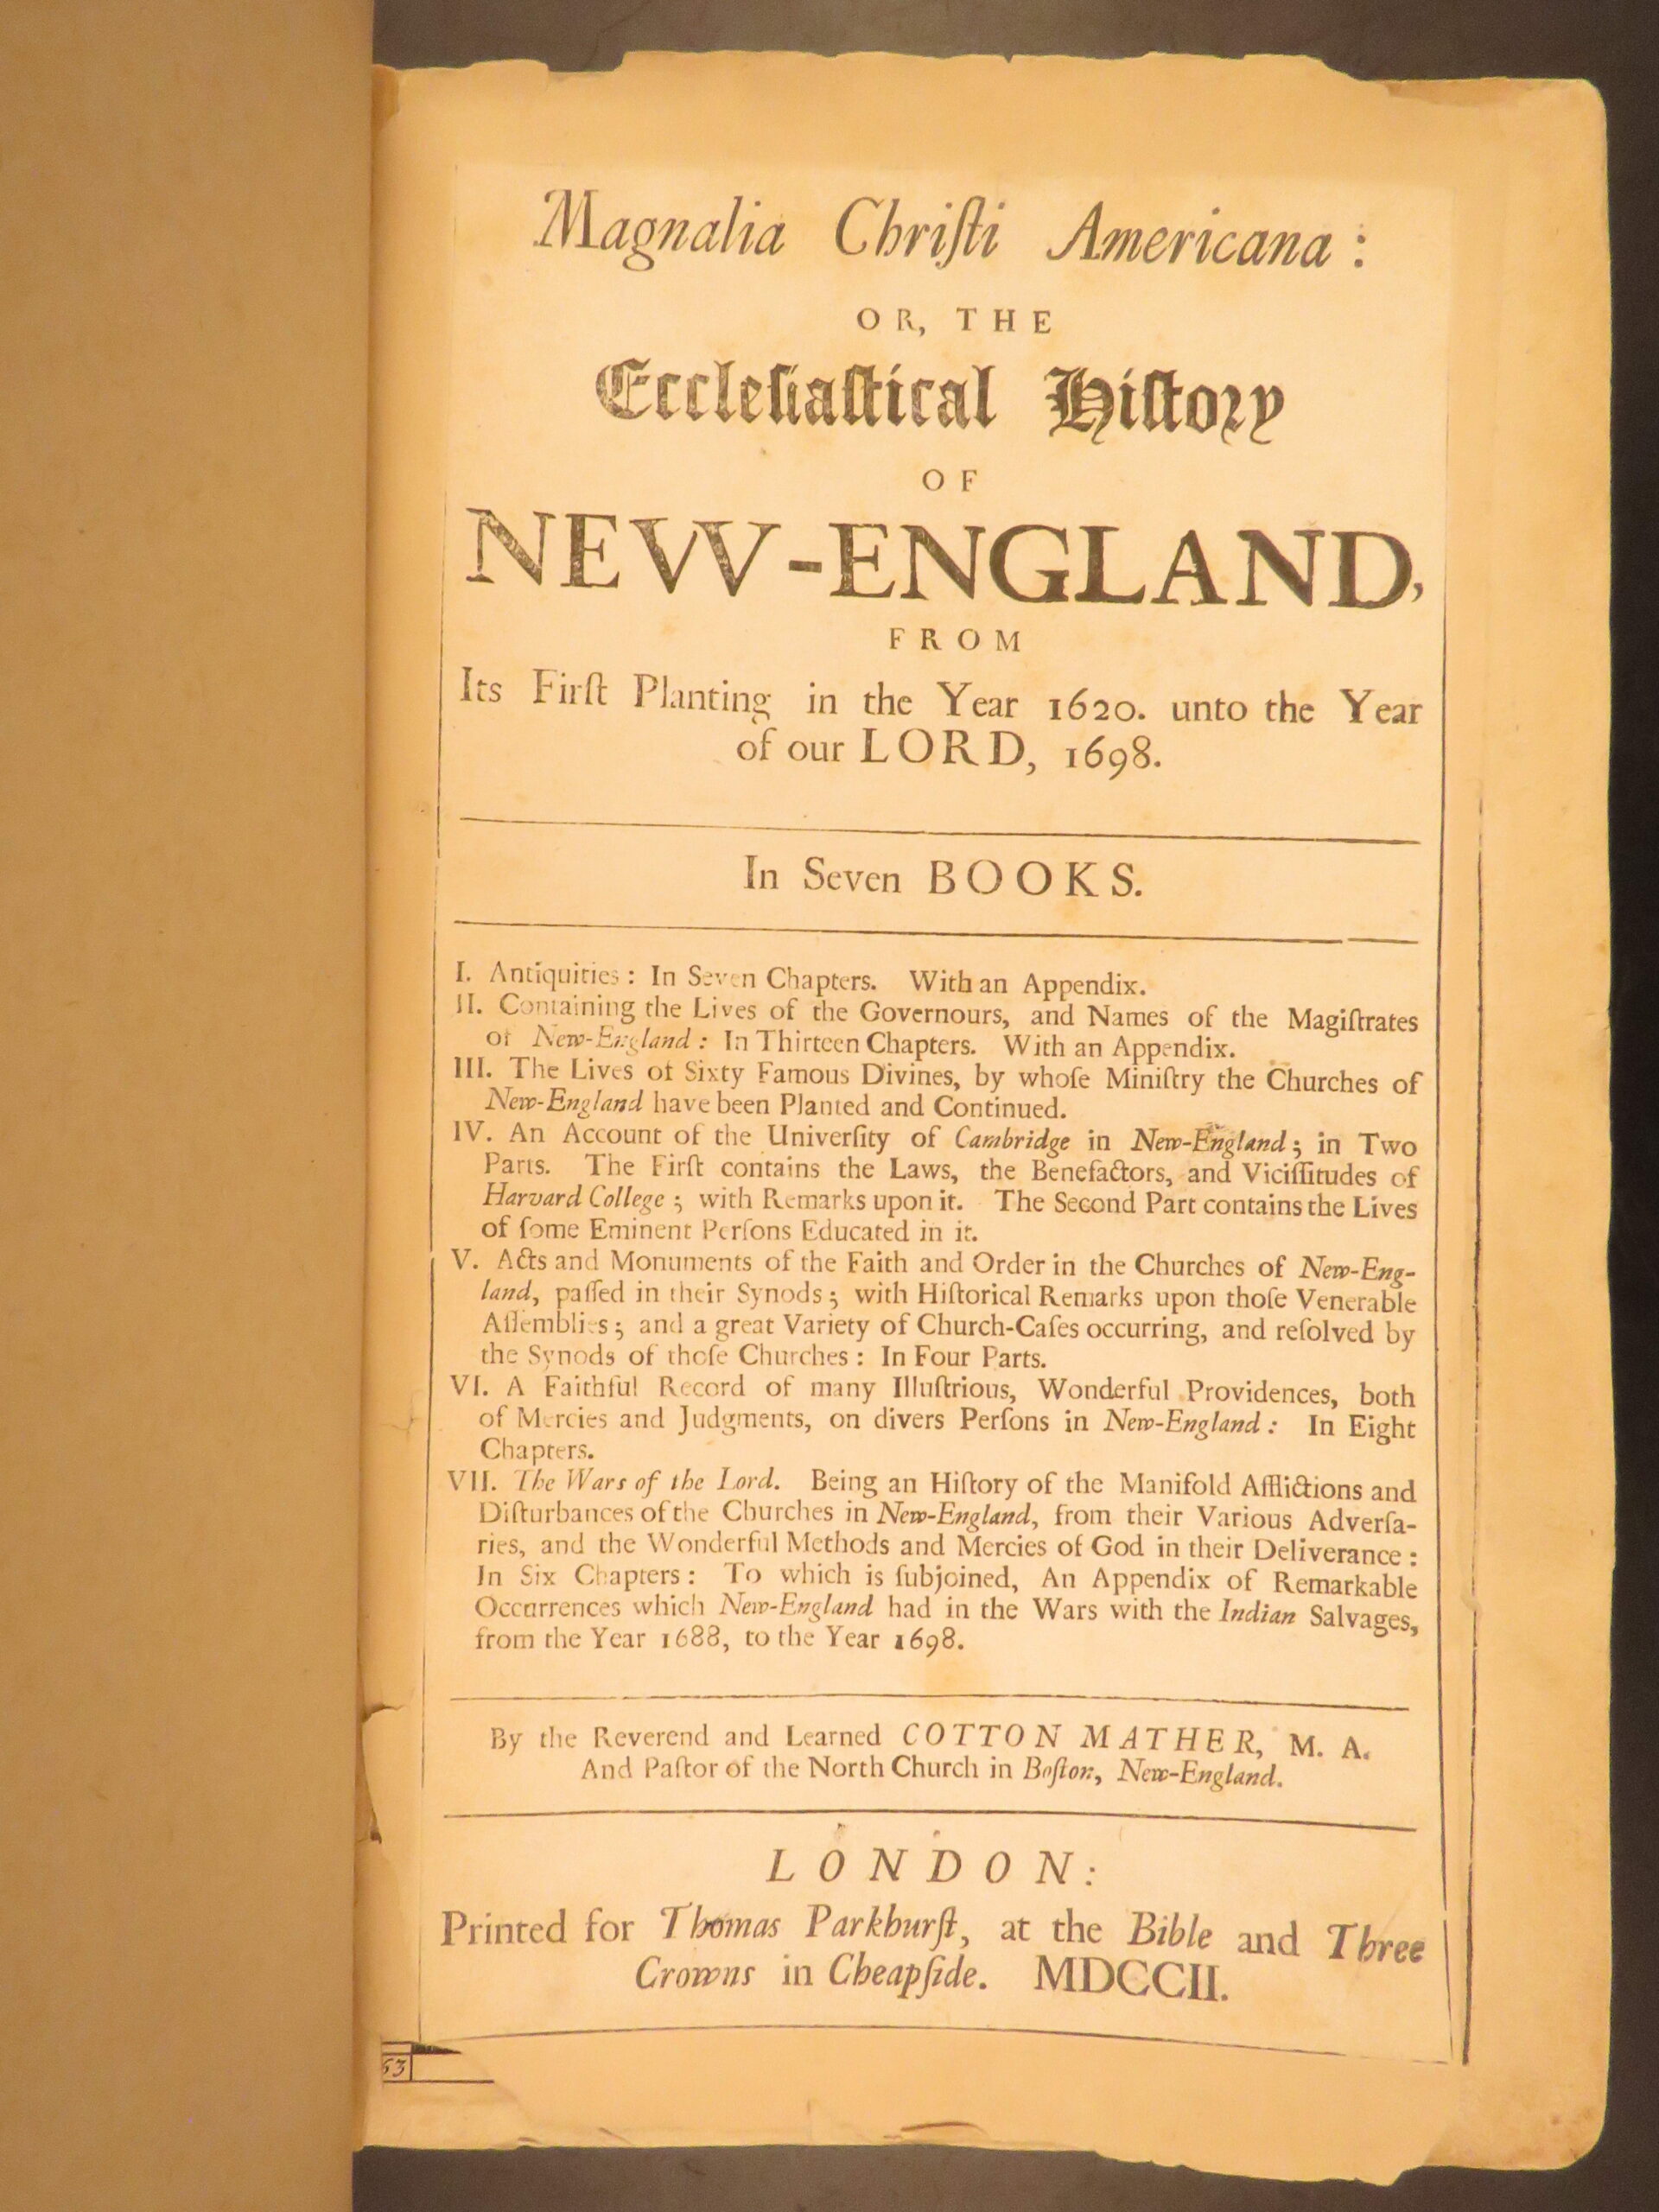 Magnalia Chriſti Americana:
OR, THE
Eccleſiaſtical Hiſtory
OF
NEW-ENGLAND,
FROM
Its Firſt Planting in the Year 1620. unto the Year
of our LORD, 1698.
In Seven BOOKS.
I. Antiquities: In Seven Chapters. With an Appendix.
II. Containing the Lives of the Governours, and Names of the Magiſtrates
of New-England: In Thirteen Chapters. With an Appendix.
III. The Lives of Sixty Famous Divines, by whoſe Miniſtry the Churches of
New-England have been Planted and Continued.
IV. An Account of the Univerſity of Cambridge in New-England; in Two
Parts. The Firſt contains the Laws, the Benefactors, and Viciſſitudes of
Harvard College; with Remarks upon it. The Second Part contains the Lives
of ſome Eminent Perſons Educated in it.
V. Acts and Monuments of the Faith and Order in the Churches of New-Eng-
land, paſſed in their Synods; with Hiſtorical Remarks upon thoſe Venerable
Aſſemblies; and a great Variety of Church-Caſes occurring, and reſolved by
the Synods of thoſe Churches: In Four Parts.
VI. A Faithful Record of many Illuſtrious, Wonderful Providences, both
of Mercies and Judgments, on divers Perſons in New-England: In Eight
Chapters.
VII. The Wars of the Lord. Being an Hiſtory of the Manifold Afflictions and
Diſturbances of the Churches in New-England, from their Various Adverſa-
ries, and the Wonderful Methods and Mercies of God in their Deliverance:
In Six Chapters: To which is ſubjoined, An Appendix of Remarkable
Occurrences which New-England had in the Wars with the Indian Salvages,
from the Year 1688, to the Year 1698.
By the Reverend and Learned COTTON MATHER, M. A.
And Paſtor of the North Church in Boſton, New-England.
LONDON:
Printed for Thomas Parkhurſt, at the Bible and Three
Crowns in Cheapſide. MDCCII.
53